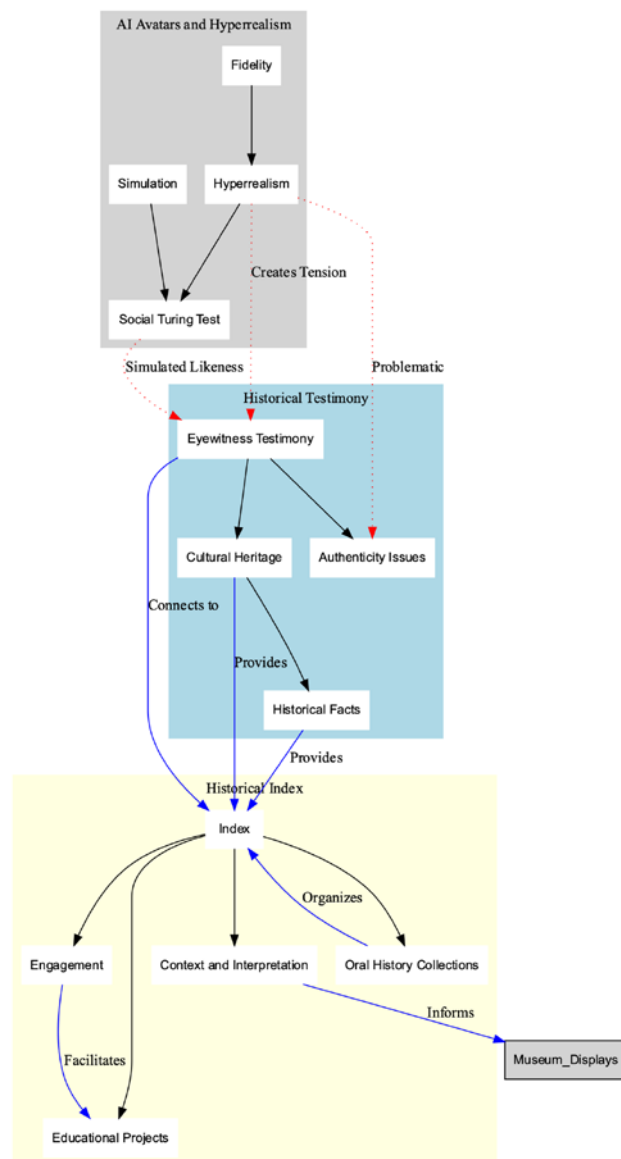 AI Avatars and Hyperrealism
Fidelity
Simulation
Hyperrealism
Creates Tension
Social Turing Test
Simulated Likeness
Problematic
Historical Testimony
Eyewitness Testimony
Cultural Heritage
Authenticity Issues
Connects to
Provides
Historical Facts
Provides
Historical Index
Index
Organizes
Engagement
Context and Interpretation
Oral History Collections
Informs
Facilitates
Museum_Displays
Educational Projects